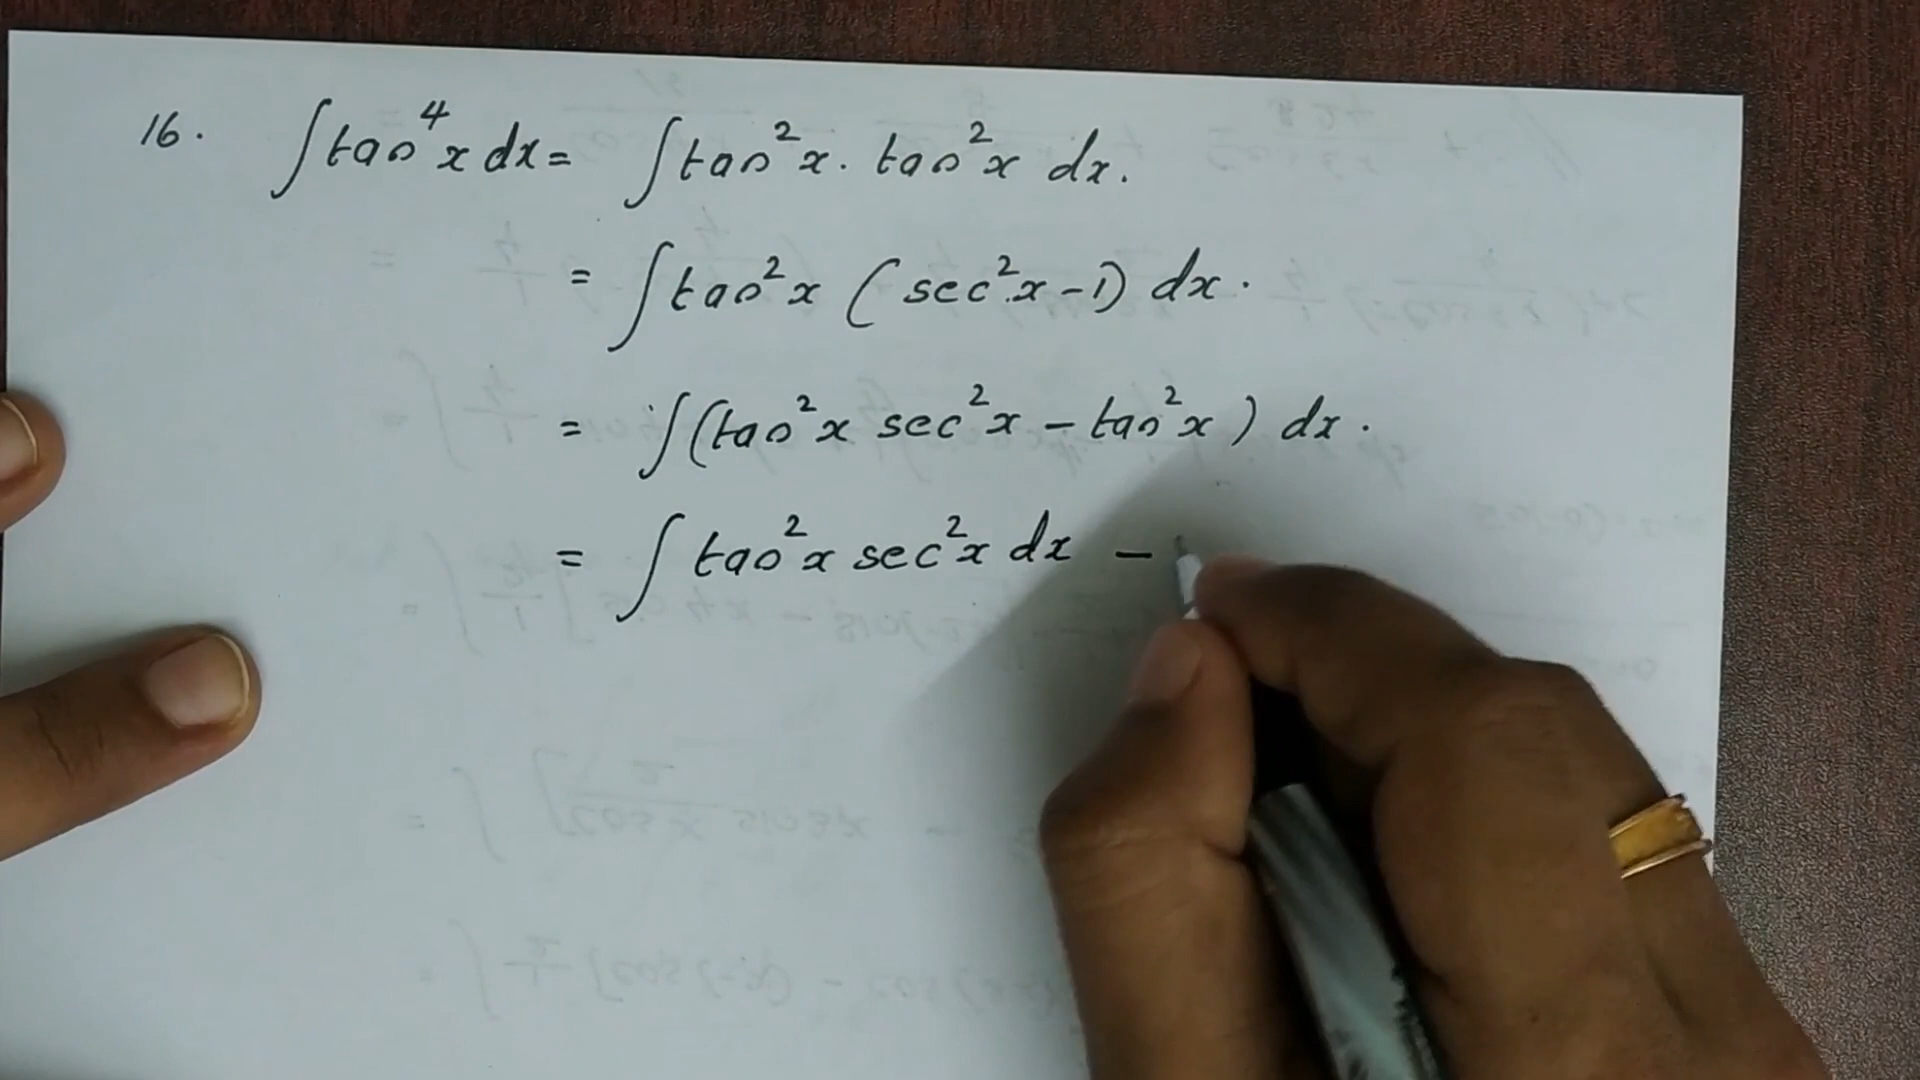 16. ∫tan⁴x dx = ∫tan²x. tan²x dx.
= ∫tan²x (sec²x-1) dx.
= ∫(tan²x sec²x - tan²x) dx.
= ∫ tan²x sec²x dx -